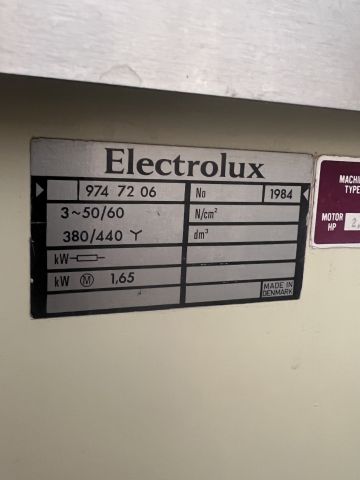 Electrolux
974 72 06 No 1984
3~50/60 N/cm²
380/440 Y dm³
kW
kW M 1,65
MADE IN
DENMARK
TYPE
MOTOR
HP